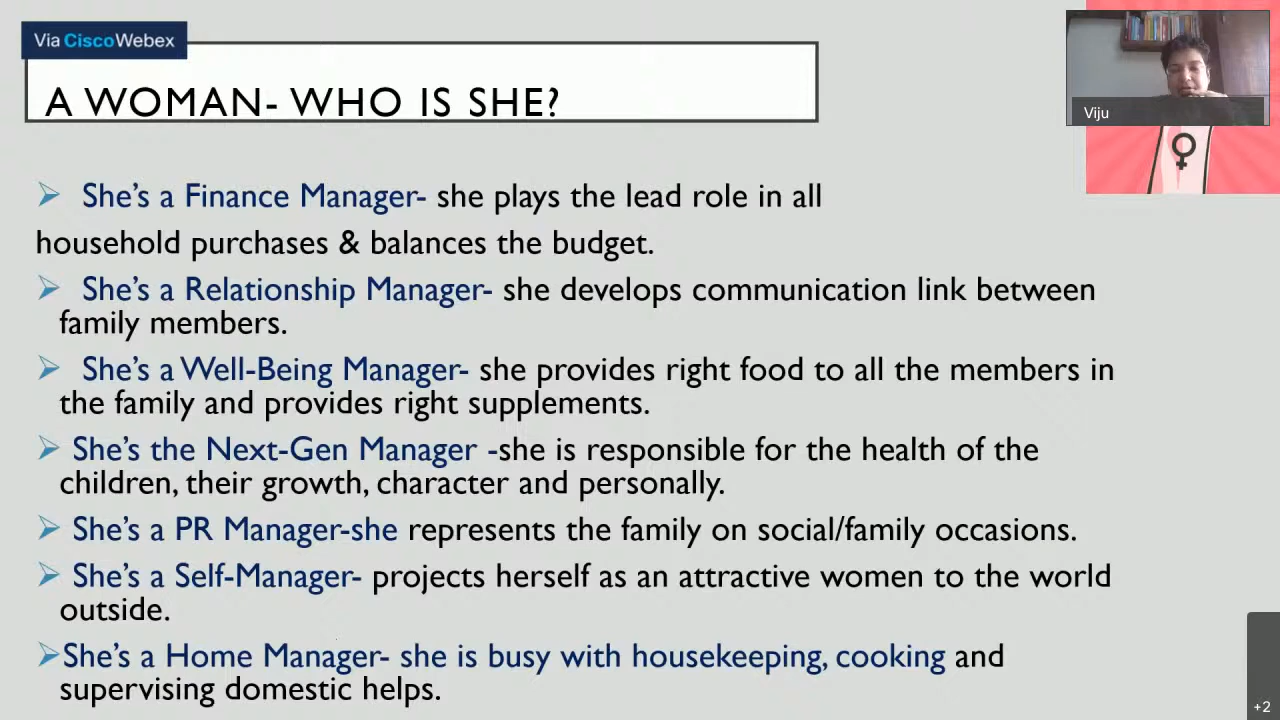 Via Cisco Webex
A WOMAN- WHO IS SHE?
Viju
She's a Finance Manager- she plays the lead role in all
household purchases & balances the budget.
She's a Relationship Manager- she develops communication link between
family members.
She's a Well-Being Manager- she provides right food to all the members in
the family and provides right supplements.
She's the Next-Gen Manager -she is responsible for the health of the
children, their growth, character and personally.
She's a PR Manager-she represents the family on social/family occasions.
She's a Self-Manager- projects herself as an attractive women to the world
outside.
She's a Home Manager- she is busy with housekeeping, cooking and
supervising domestic helps.
+2